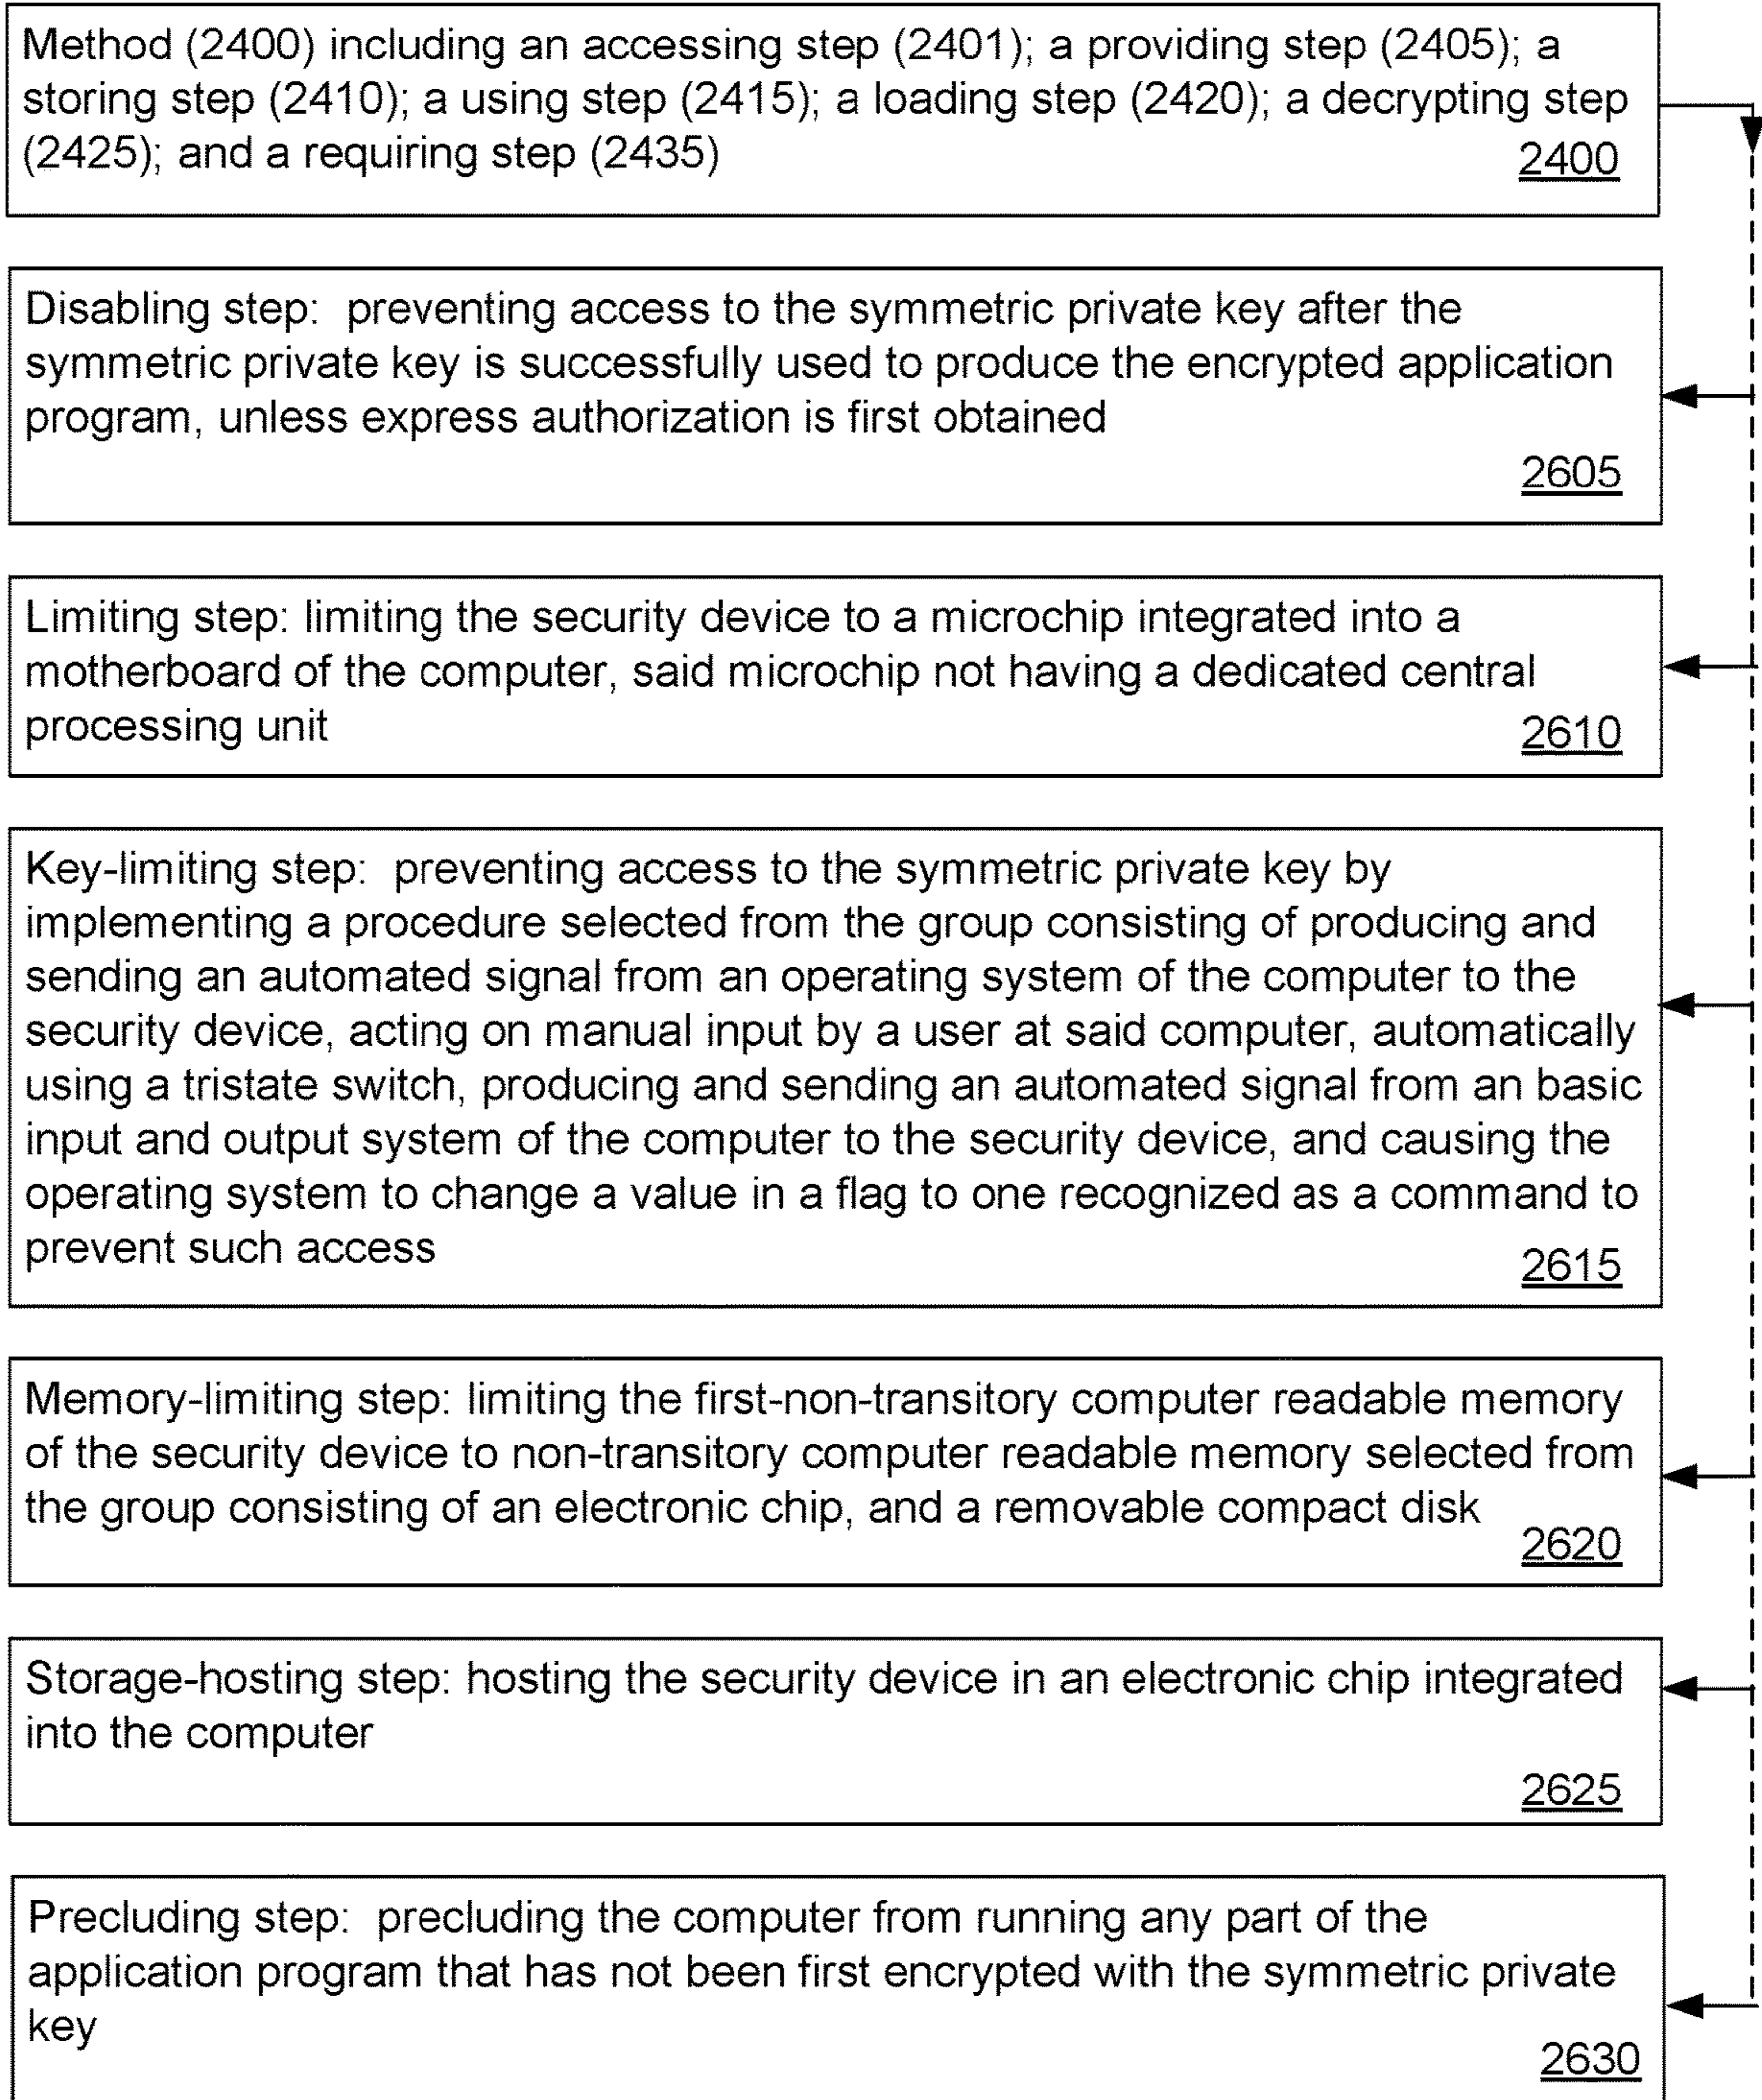 Method (2400) including an accessing step (2401); a providing step (2405); a
storing step (2410); a using step (2415); a loading step (2420); a decrypting step
(2425); and a requiring step (2435)
2400
Disabling step: preventing access to the symmetric private key after the
symmetric private key is successfully used to produce the encrypted application
program, unless express authorization is first obtained
2605
Limiting step: limiting the security device to a microchip integrated into a
motherboard of the computer, said microchip not having a dedicated central
processing unit
2610
Key-limiting step: preventing access to the symmetric private key by
implementing a procedure selected from the group consisting of producing and
sending an automated signal from an operating system of the computer to the
security device, acting on manual input by a user at said computer, automatically
using a tristate switch, producing and sending an automated signal from an basic
input and output system of the computer to the security device, and causing the
operating system to change a value in a flag to one recognized as a command to
prevent such access
2615
Memory-limiting step: limiting the first-non-transitory computer readable memory
of the security device to non-transitory computer readable memory selected from
the group consisting of an electronic chip, and a removable compact disk
2620
Storage-hosting step: hosting the security device in an electronic chip integrated
into the computer
2625
Precluding step: precluding the computer from running any part of the
application program that has not been first encrypted with the symmetric private
key
2630